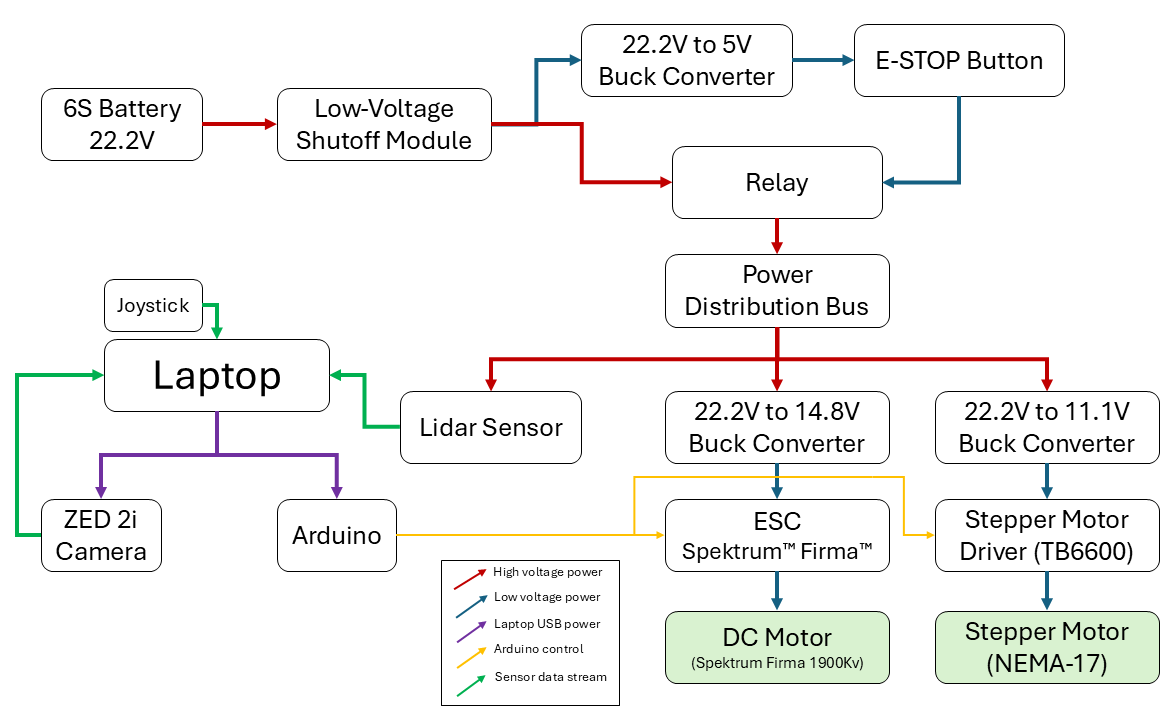 22.2V to 5V
Buck Converter
E-STOP Button
6S Battery
22.2V
Low-Voltage
Shutoff Module
Relay
Power
Distribution Bus
Joystick
Laptop
Lidar Sensor
22.2V to 14.8V
Buck Converter
22.2V to 11.1V
Buck Converter
ZED 2i
Camera
Arduino
ESC
Spektrum™ Firma™
Stepper Motor
Driver (TB6600)
High voltage power
Low voltage power
Laptop USB power
Arduino control
Sensor data stream
DC Motor
(Spektrum Firma 1900Kv)
Stepper Motor
(NEMA-17)